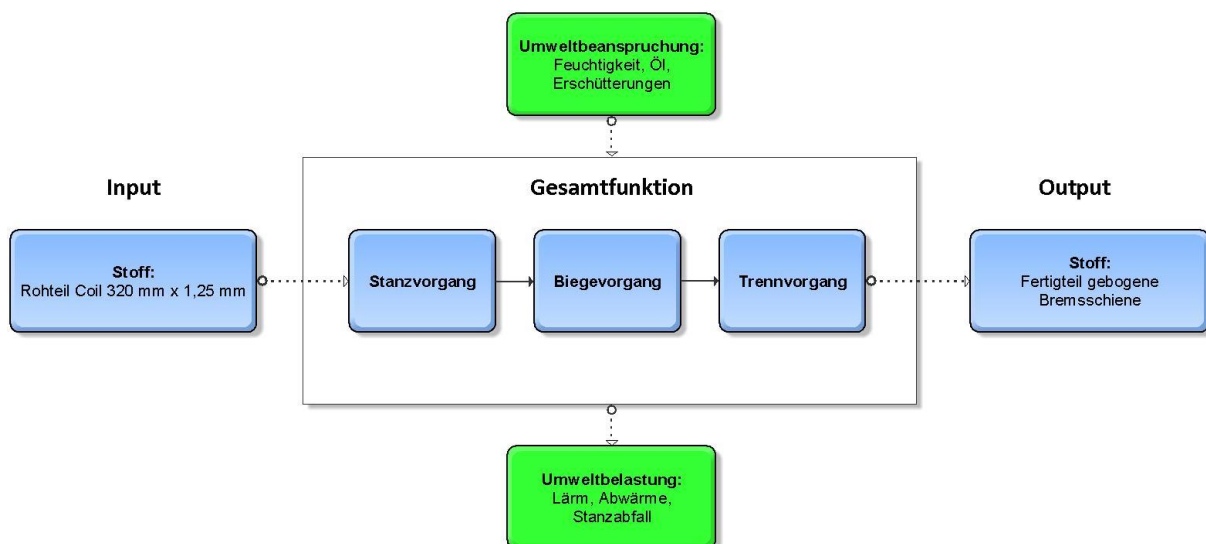 Umweltbeanspruchung:
Feuchtigkeit, Öl,
Erschütterungen
Input
Gesamtfunktion
Output
Stoff:
Rohteil Coil 320 mm x 1,25 mm
Stanzvorgang
Biegevorgang
Trennvorgang
Stoff:
Fertigteil gebogene
Bremsschiene
Umweltbelastung:
Lärm, Abwärme,
Stanzabfall